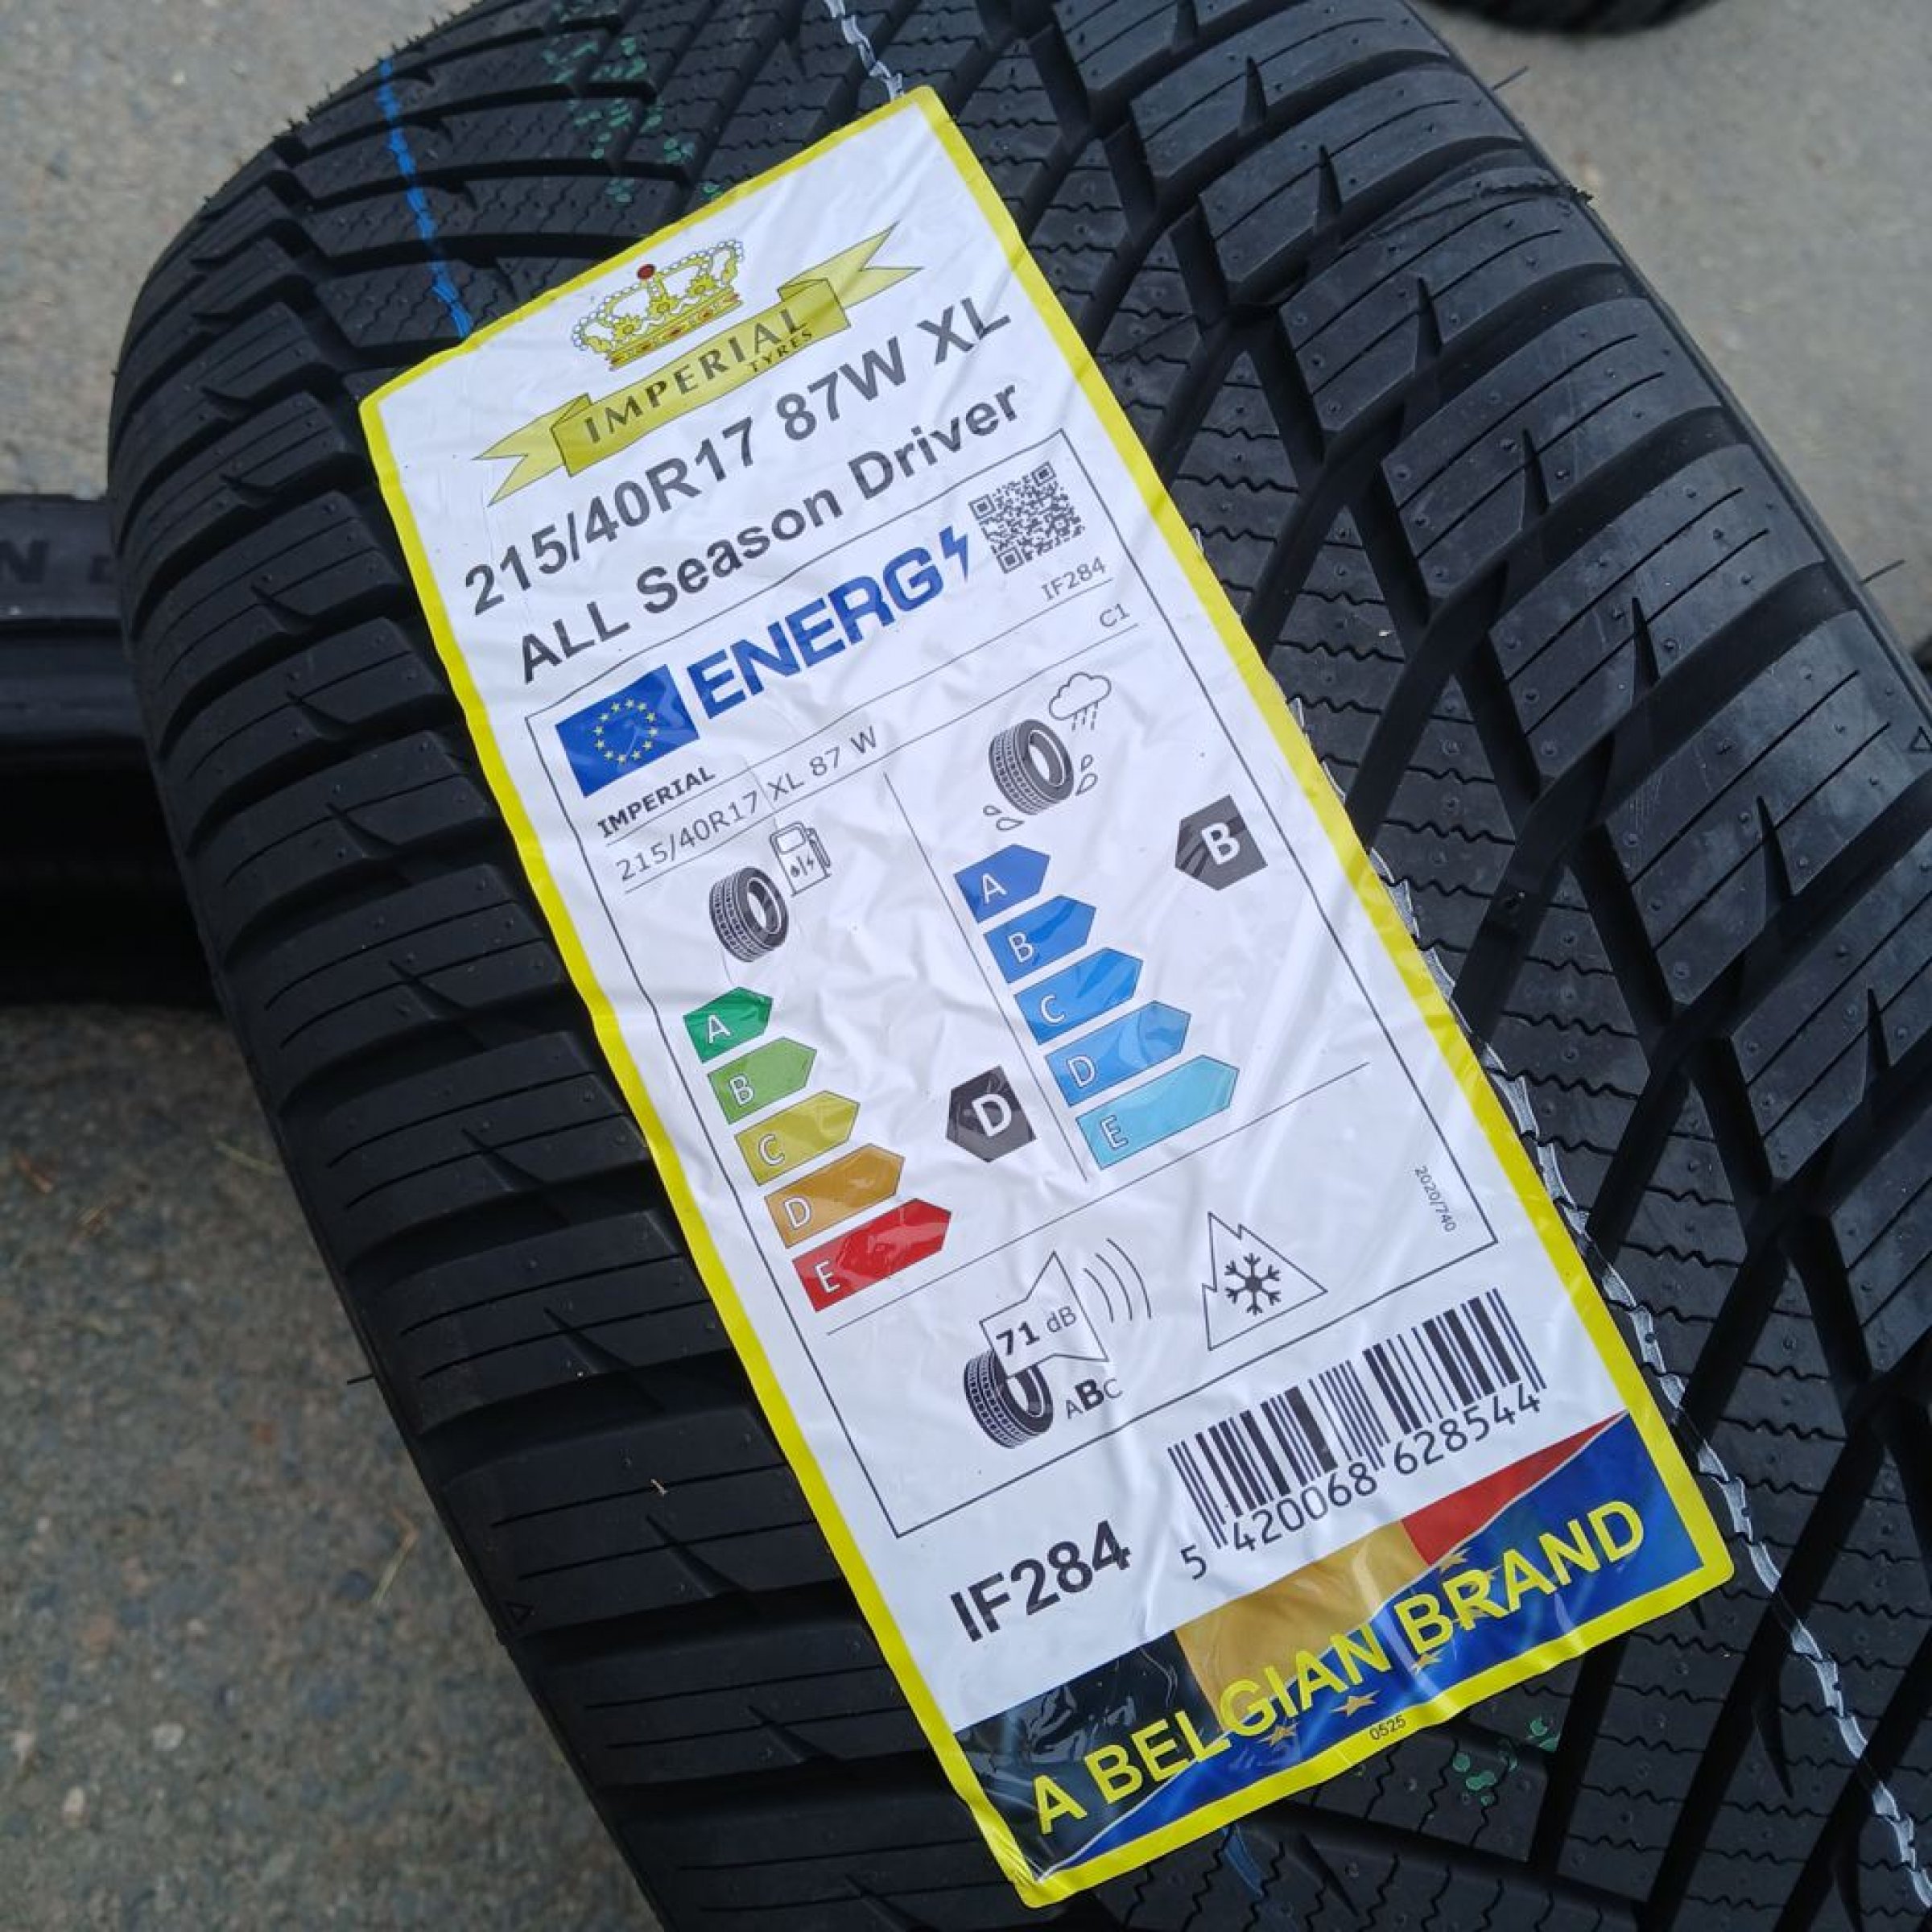 IMPERIAL
TYRES
215/40R17 87W XL
ALL Season Driver
ENERG
IMPERIAL
IF284
215/40R17 XL 87 W
C1
A
B
C
D
E
D
A
B
C
D
E
B
71 dB
ABC
2020/740
IF284
5 420068 628544
A BELGIAN BRAND
0525